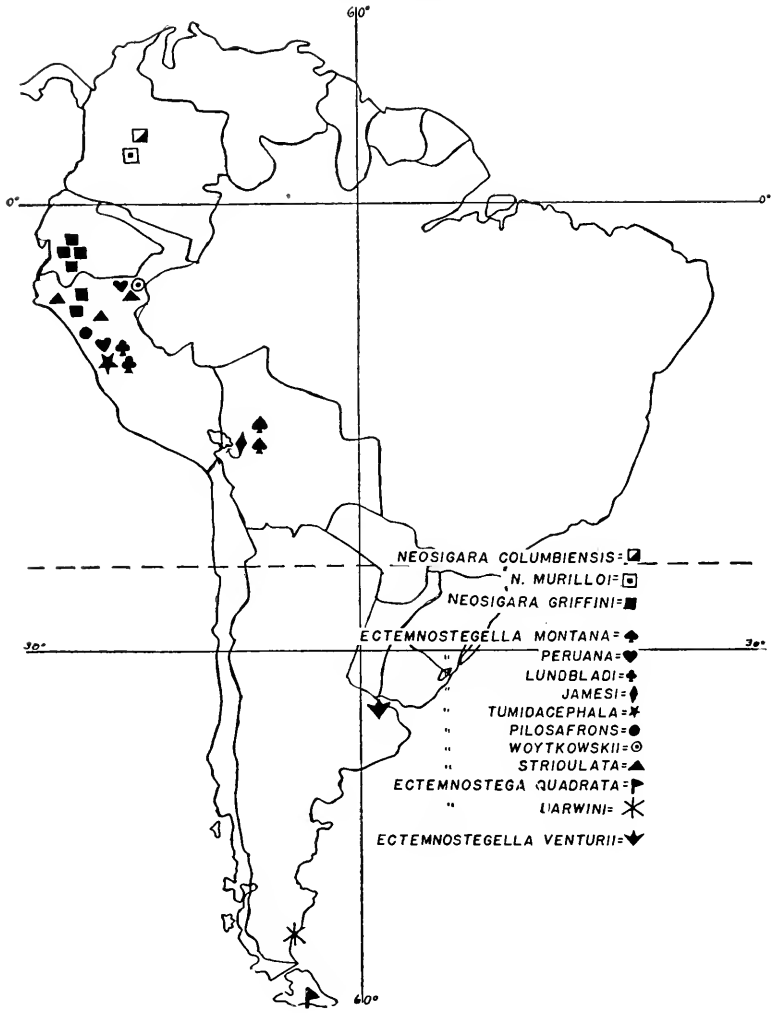 60°
0°
0°
NEOSIGARA COLUMBIENSIS=
N. MURILLOI=
NEOSIGARA GRIFFINI=
ECTEMNOSTEGELLA MONTANA=
30°
30°
" PERUANA=
" LUNDBLADI=
" JAMESI=
" TUMIDACEPHALA=
" PILOSAFRONS=
" WOYTKOWSKII=
" STRIDULATA=
ECTEMNOSTEGA QUADRATA=
" DARWINI=
ECTEMNOSTEGELLA VENTURII=
60°